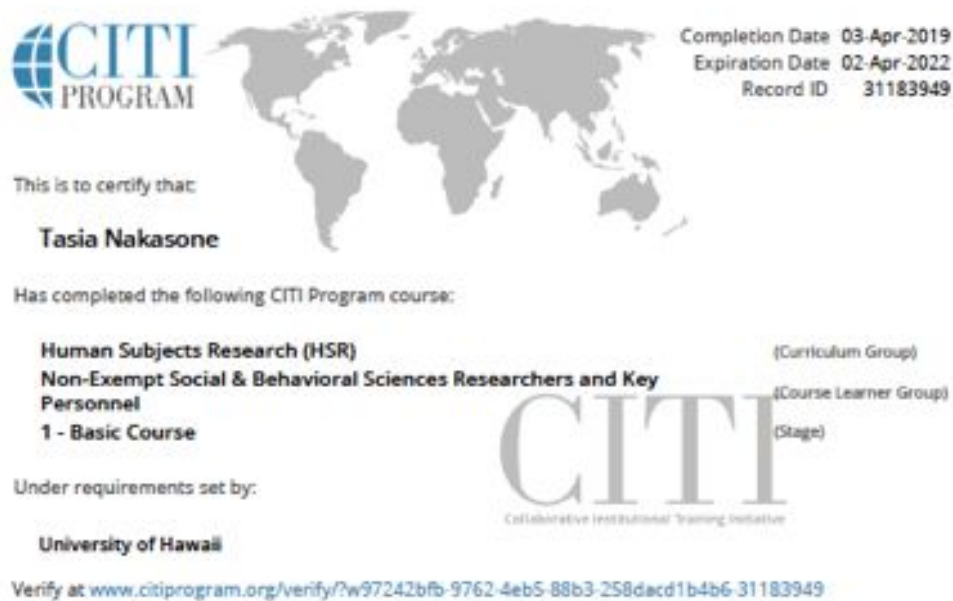 CITI
PROGRAM
Completion Date 03-Apr-2019
Expiration Date 02-Apr-2022
Record ID 31183949
This is to certify that:
Tasia Nakasone
Has completed the following CITI Program course:
Human Subjects Research (HSR) (Curriculum Group)
Non-Exempt Social & Behavioral Sciences Researchers and Key
Personnel
(Course Learner Group)
1 - Basic Course (Stage)
CITI
Collaborative Institutional Training Initiative
Under requirements set by:
University of Hawaii
Verify at www.citiprogram.org/verify/?w97242bfb-9762-4eb5-88b3-258dacd1b4b6-31183949